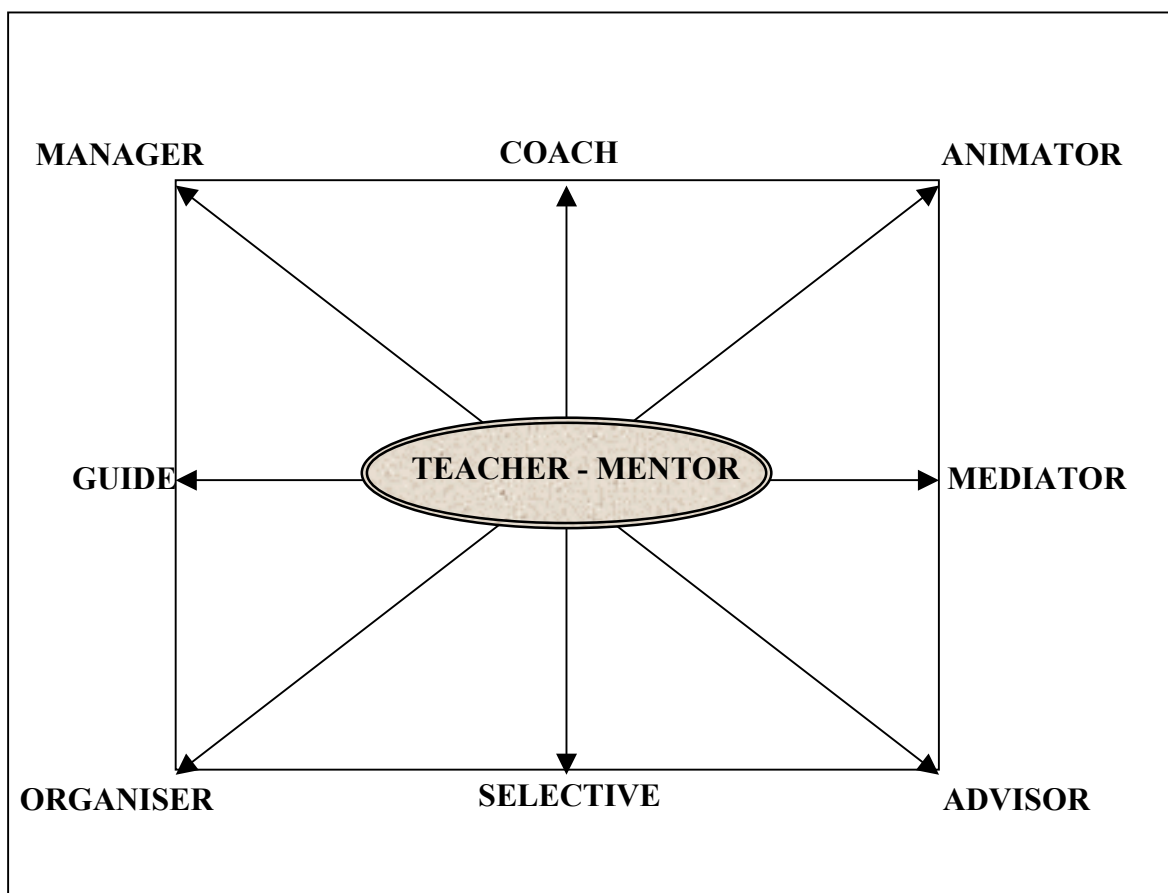 MANAGER COACH ANIMATOR
GUIDE TEACHER - MENTOR MEDIATOR
ORGANISER SELECTIVE ADVISOR